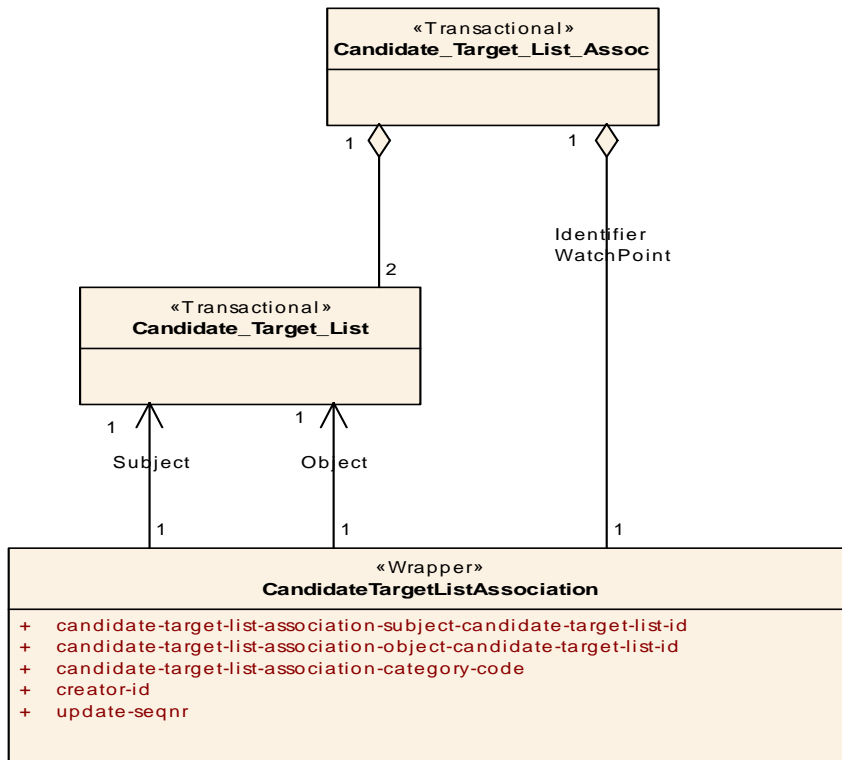 «Transactional»
Candidate_Target_List_Assoc
1
1
Identifier
WatchPoint
2
«Transactional»
Candidate_Target_List
1
1
Subject
Object
1
1
1
«Wrapper»
CandidateTargetListAssociation
+ candidate-target-list-association-subject-candidate-target-list-id
+ candidate-target-list-association-object-candidate-target-list-id
+ candidate-target-list-association-category-code
+ creator-id
+ update-seqnr